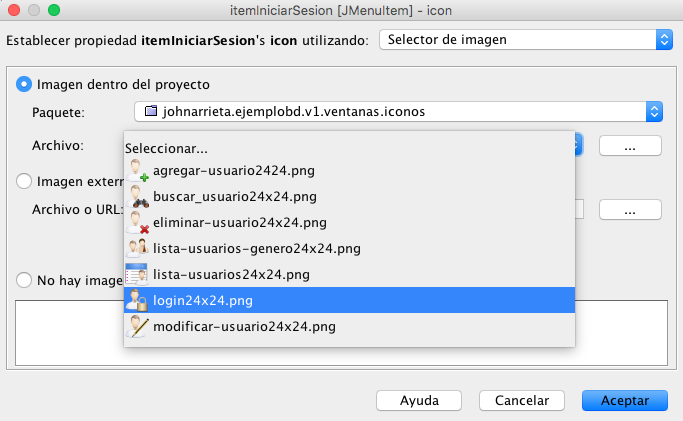 itemIniciarSesion [JMenuItem] - icon
Establecer propiedad itemIniciarSesion's icon utilizando: Selector de imagen
Imagen dentro del proyecto
Paquete: johnarrieta.ejemplobd.v1.ventanas.iconos
Archivo: ...
Seleccionar...
agregar-usuario2424.png
Imagen extern
buscar_usuario24x24.png
Archivo o URL: ...
eliminar-usuario24x24.png
lista-usuarios-genero24x24.png
No hay image
lista-usuarios24x24.png
login24x24.png
modificar-usuario24x24.png
Ayuda Cancelar Aceptar